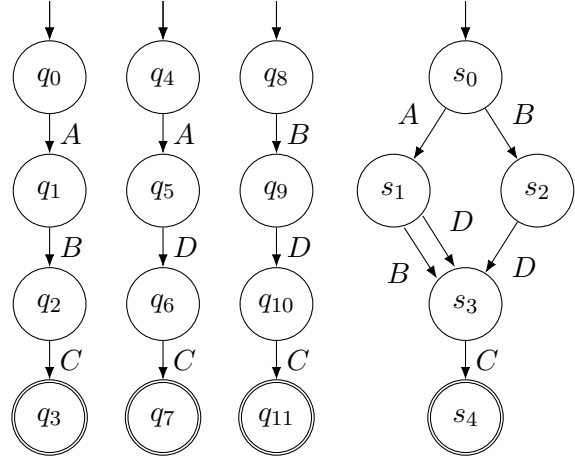 q0 q4 q8 s0
A A B A B
q1 q5 q9 s1 s2
B D D B D D
q2 q6 q10 s3
C C C C
q3 q7 q11 s4